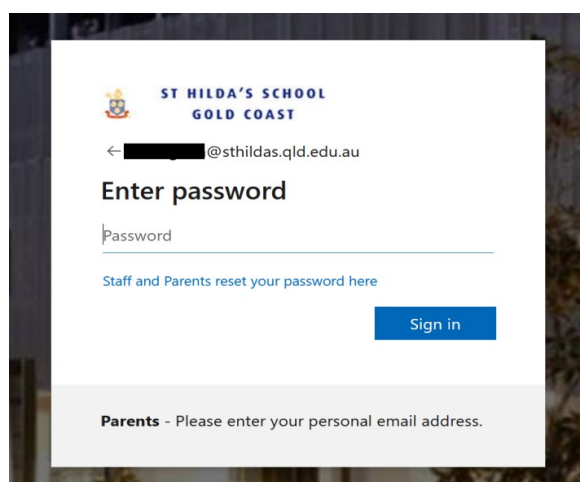 ST HILDA'S SCHOOL
GOLD COAST
@sthildas.qld.edu.au
Enter password
Password
Staff and Parents reset your password here
Sign in
Parents - Please enter your personal email address.